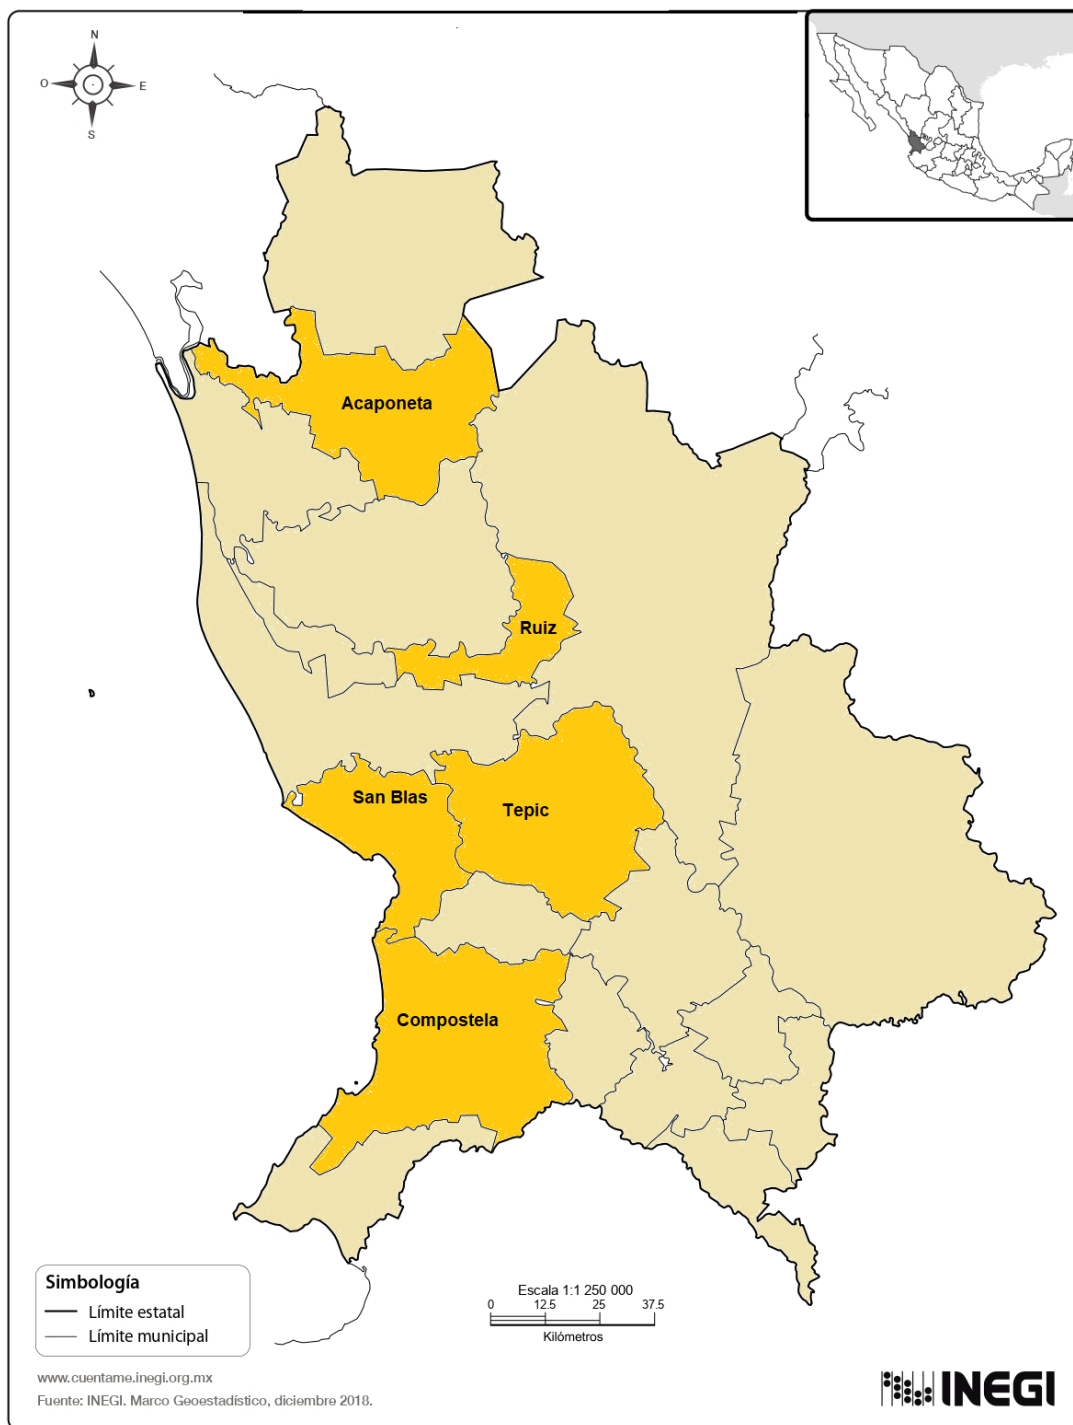 N
O
E
S
Acaponeta
Ruiz
San Blas
Tepic
Compostela
Simbología
Límite estatal
Límite municipal
Escala 1:1 250 000
0 12.5 25 37.5
Kilómetros
www.cuentame.inegi.org.mx
Fuente: INEGI. Marco Geoestadístico, diciembre 2018.
INEGI